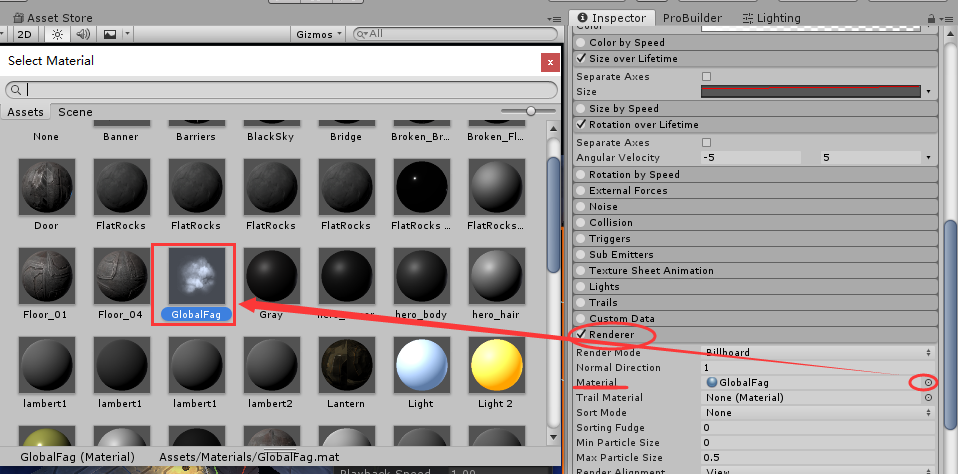 Asset Store
2D
Gizmos
All
Select Material
Assets
Scene
None
Banner
Barriers
BlackSky
Bridge
Broken_Br...
Broken_Fl...
Door
FlatRocks
FlatRocks
FlatRocks
FlatRocks
FlatRocks ...
FlatRocks...
Floor_01
Floor_04
GlobalFag
Gray
hero_body
hero_hair
lambert1
lambert1
lambert1
lambert2
Lantern
Light
Light 2
GlobalFag (Material)
Assets/Materials/GlobalFag.mat
Playback Speed
1.00
Inspector
ProBuilder
Lighting
Color
Color by Speed
Size over Lifetime
Separate Axes
Size
Size by Speed
Rotation over Lifetime
Separate Axes
Angular Velocity
-5
5
Rotation by Speed
External Forces
Noise
Collision
Triggers
Sub Emitters
Texture Sheet Animation
Lights
Trails
Custom Data
Renderer
Render Mode
Billboard
Normal Direction
1
Material
GlobalFag
Trail Material
None (Material)
Sort Mode
None
Sorting Fudge
0
Min Particle Size
0
Max Particle Size
0.5
Render Alignment
View